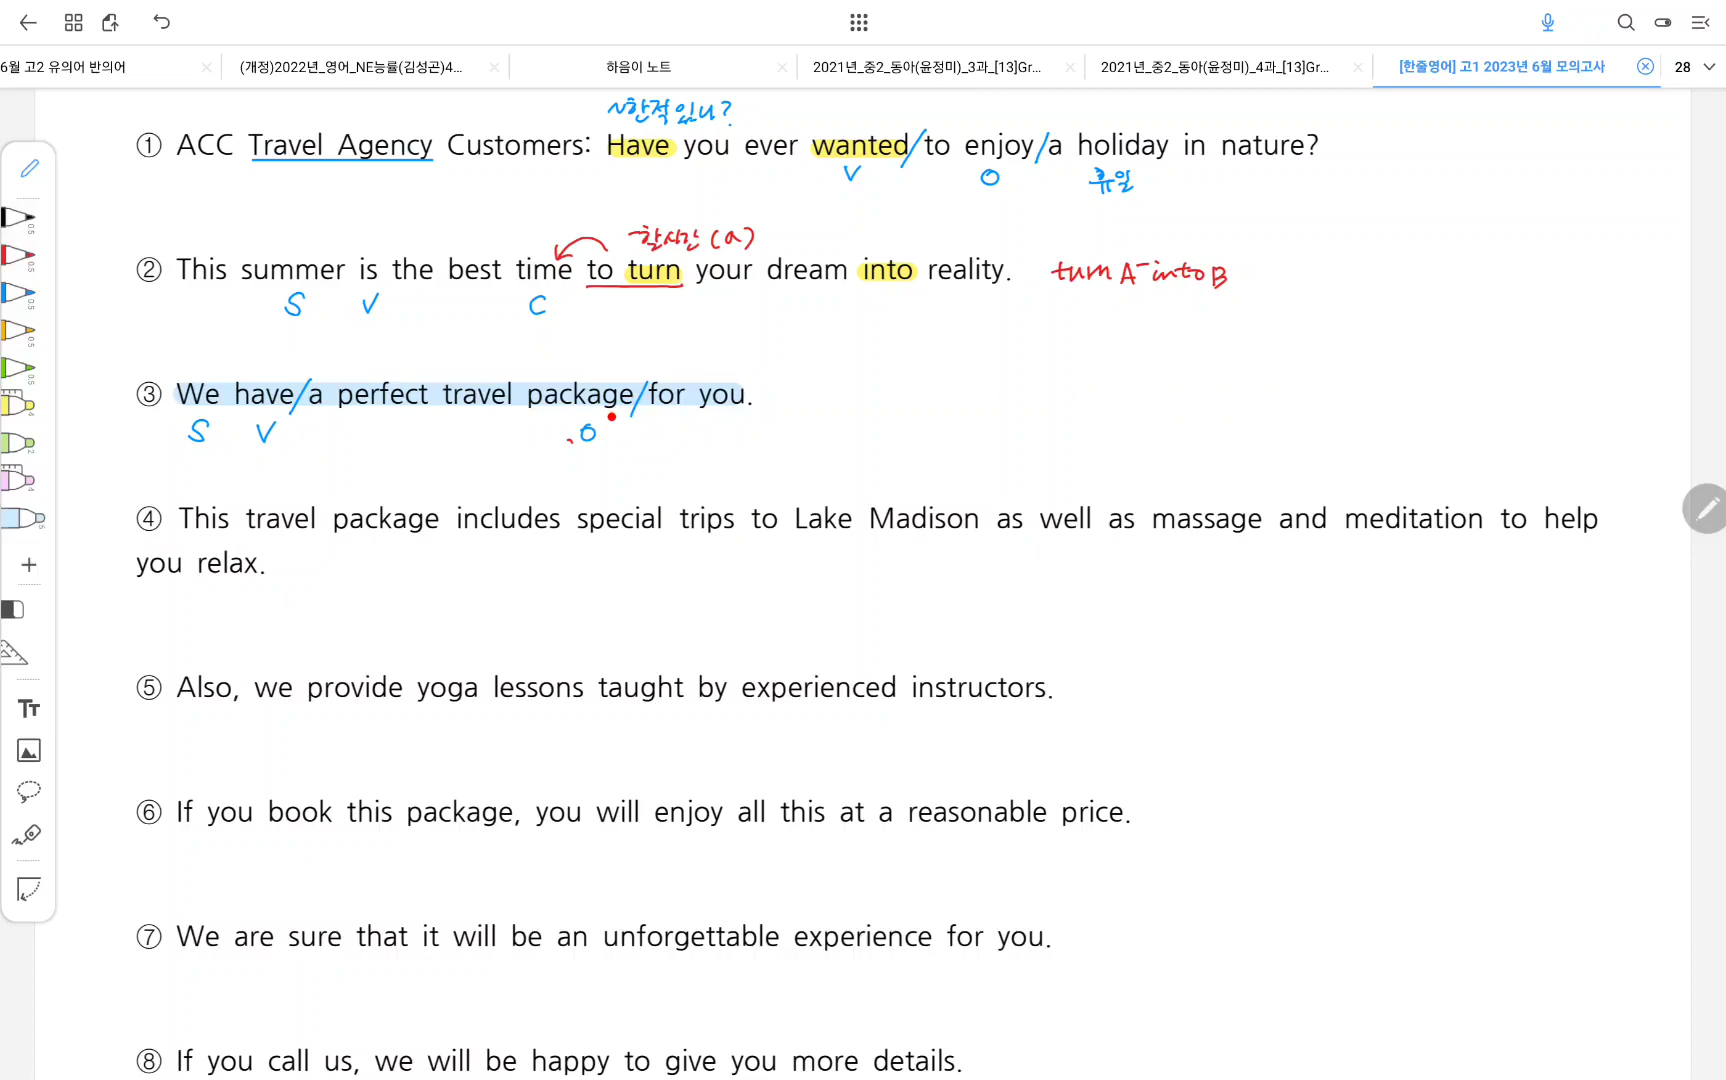 6월 고2 유의어 반의어
(개정)2022년_영어_NE능률(김성곤)4...
하음이 노트
2021년_중2_동아(윤정미)_3과_[13]Gr...
2021년_중2_동아(윤정미)_4과_[13]Gr...
[한줄영어] 고1 2023년 6월 모의고사
28
~한적 있니?
① ACC Travel Agency Customers: Have you ever wanted/to enjoy/a holiday in nature?
V O 휴일
~할시간 (a)
② This summer is the best time to turn your dream into reality. turn A~into B
S V C
③ We have/a perfect travel package/for you.
S V O
④ This travel package includes special trips to Lake Madison as well as massage and meditation to help
you relax.
⑤ Also, we provide yoga lessons taught by experienced instructors.
⑥ If you book this package, you will enjoy all this at a reasonable price.
⑦ We are sure that it will be an unforgettable experience for you.
⑧ If you call us, we will be happy to give you more details.